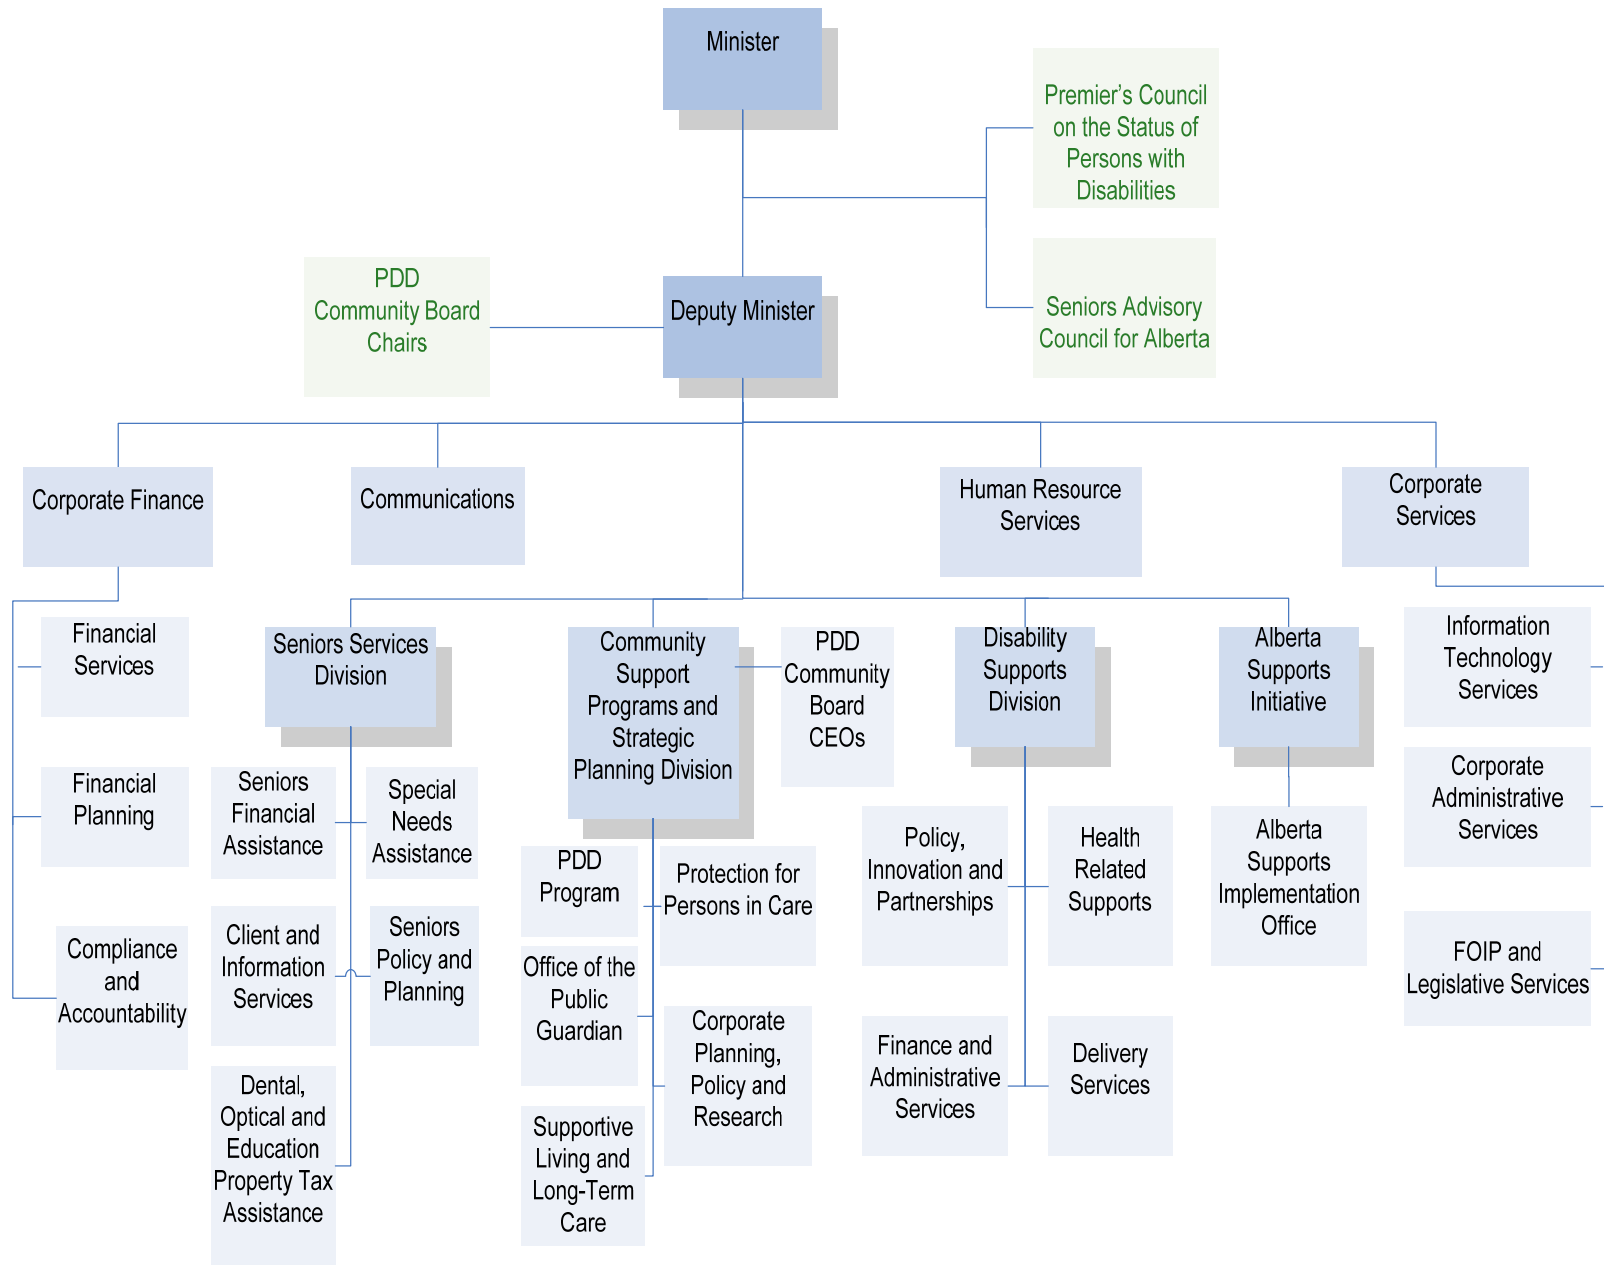 Minister
Premier’s Council
on the Status of
Persons with
Disabilities
PDD
Community Board
Chairs
Deputy Minister
Seniors Advisory
Council for Alberta
Corporate Finance
Communications
Human Resource
Services
Corporate
Services
Financial
Services
Financial
Planning
Compliance
and
Accountability
Seniors Services
Division
Seniors
Financial
Assistance
Special
Needs
Assistance
Client and
Information
Services
Seniors
Policy and
Planning
Dental,
Optical and
Education
Property Tax
Assistance
Community
Support
Programs and
Strategic
Planning Division
PDD
Community
Board
CEOs
PDD
Program
Protection for
Persons in Care
Office of the
Public
Guardian
Corporate
Planning,
Policy and
Research
Supportive
Living and
Long-Term
Care
Disability
Supports
Division
Policy,
Innovation and
Partnerships
Health
Related
Supports
Finance and
Administrative
Services
Delivery
Services
Alberta
Supports
Initiative
Alberta
Supports
Implementation
Office
Information
Technology
Services
Corporate
Administrative
Services
FOIP and
Legislative Services